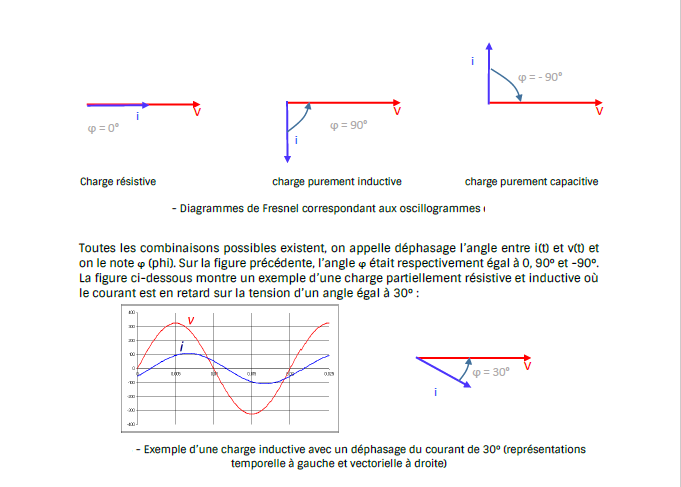 i
φ = - 90°
V
i
V
φ = 0°
V
φ = 90°
i
Charge résistive
charge purement inductive
charge purement capacitive
- Diagrammes de Fresnel correspondant aux oscillogrammes
Toutes les combinaisons possibles existent, on appelle déphasage l'angle entre i(t) et v(t) et
on le note φ (phi). Sur la figure précédente, l'angle φ était respectivement égal à 0, 90° et -90°.
La figure ci-dessous montre un exemple d'une charge partiellement résistive et inductive où
le courant est en retard sur la tension d'un angle égal à 30° :
400
300
200
100
0
-100
-200
-300
-400
V
i
0
0,005
0,01
0,015
0,02
0,025
V
φ = 30°
i
- Exemple d'une charge inductive avec un déphasage du courant de 30° (représentations
temporelle à gauche et vectorielle à droite)